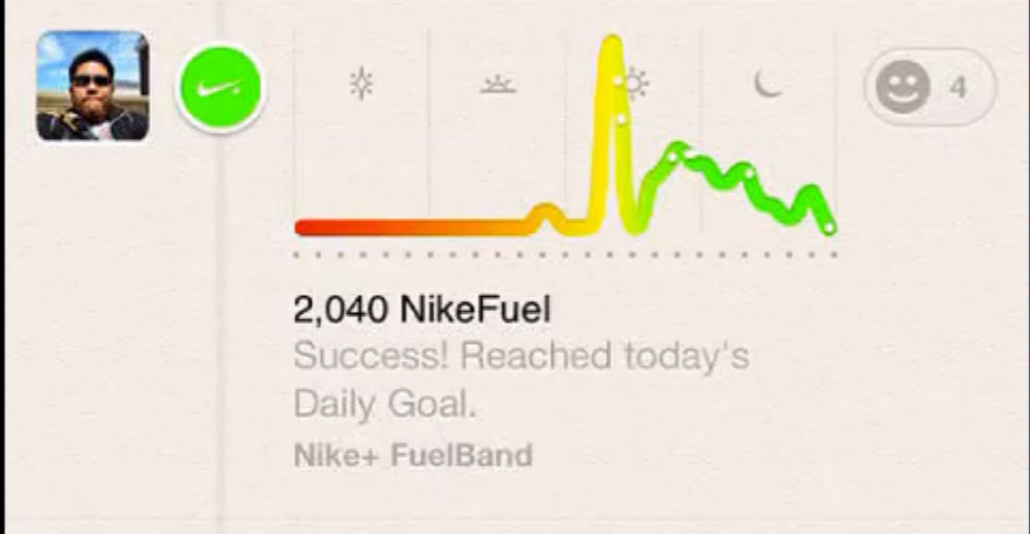 4
2,040 NikeFuel
Success! Reached today's
Daily Goal.
Nike+ FuelBand